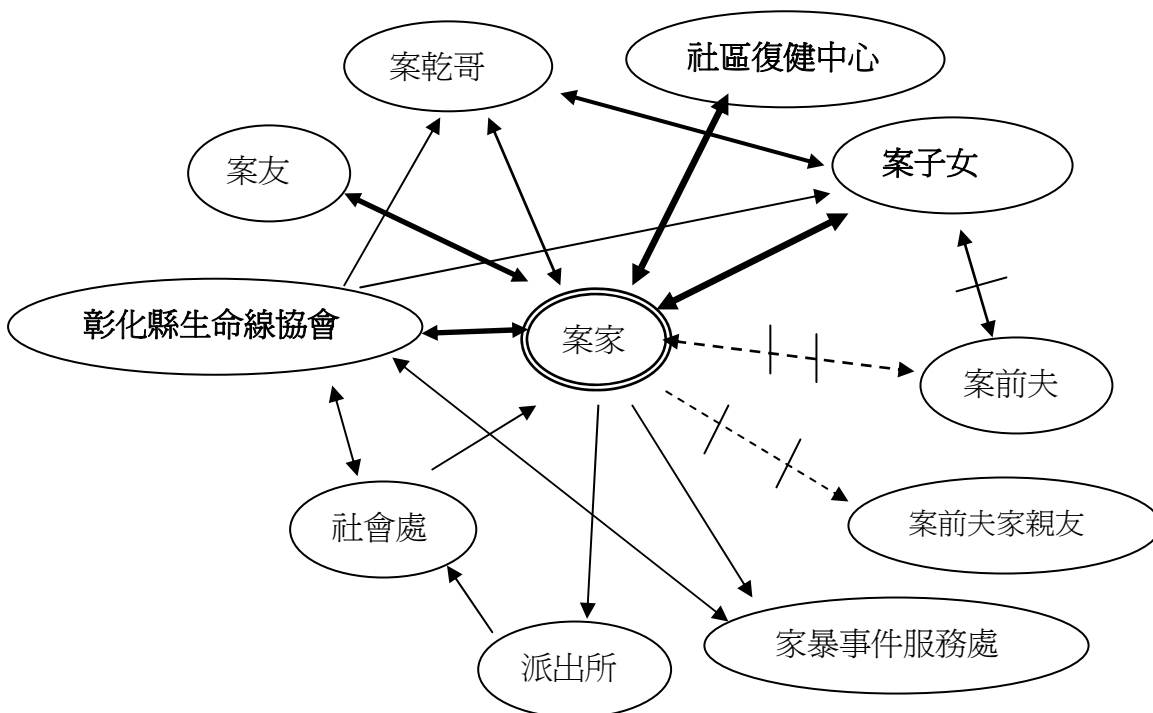 案乾哥
社區復健中心
案友
案子女
彰化縣生命線協會
案家
案前夫
社會處
案前夫家親友
派出所
家暴事件服務處